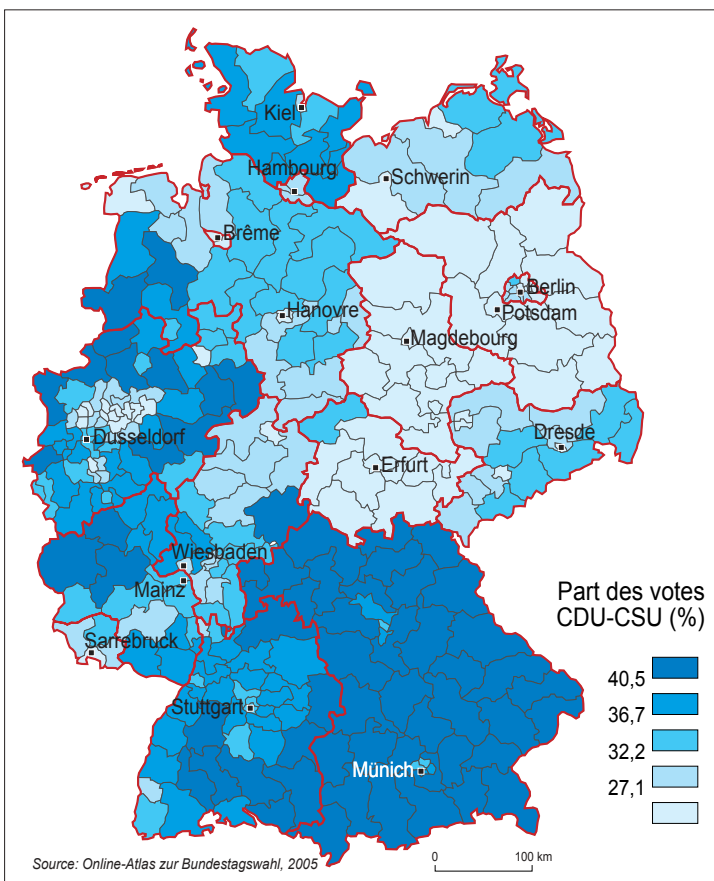 Kiel
Hambourg
Schwerin
Brême
Berlin
Hanovre
Potsdam
Magdebourg
Dusseldorf
Dresde
Erfurt
Wiesbaden
Mainz
Sarrebruck
Stuttgart
Münich
Part des votes
CDU-CSU (%)
40,5
36,7
32,2
27,1
Source: Online-Atlas zur Bundestagswahl, 2005
0 100 km